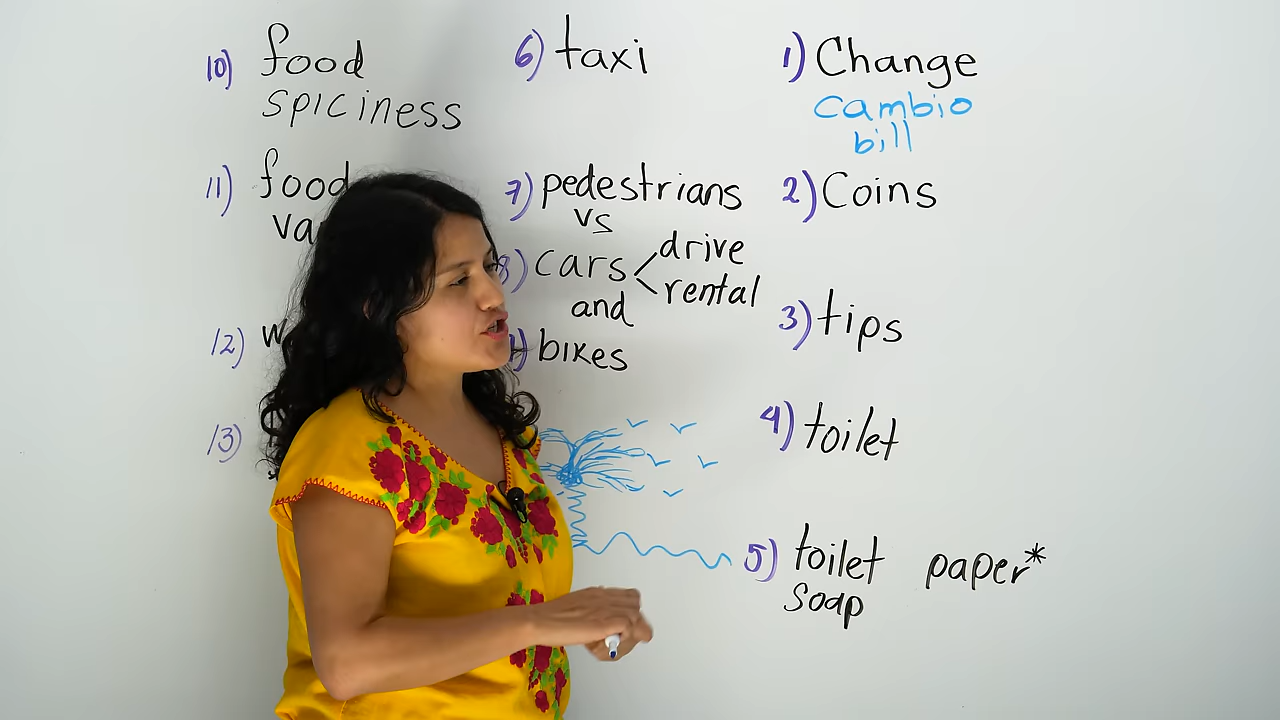 10) food
spiciness
11) food
12)
13)
6) taxi
7) pedestrians
vs
8) cars < drive
rental
and
bikes
1) Change
cambio
bill
2) Coins
3) tips
4) toilet
5) toilet paper*
soap